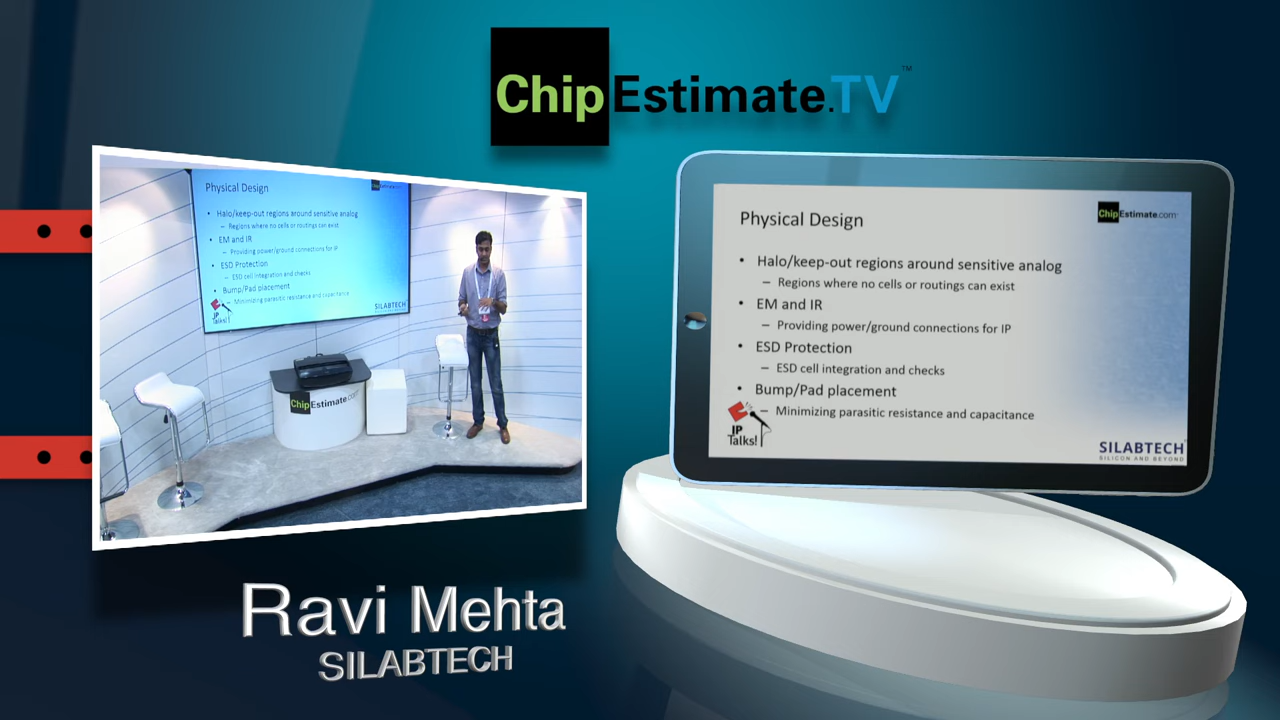 ChipEstimate.TV™
Physical Design
ChipEstimate.com
• Halo/keep-out regions around sensitive analog
– Regions where no cells or routings can exist
• EM and IR
– Providing power/ground connections for IP
• ESD Protection
– ESD cell integration and checks
• Bump/Pad placement
– Minimizing parasitic resistance and capacitance
IP
Talks!
SILABTECH
ChipEstimate.com
Physical Design
ChipEstimate.com
• Halo/keep-out regions around sensitive analog
– Regions where no cells or routings can exist
• EM and IR
– Providing power/ground connections for IP
• ESD Protection
– ESD cell integration and checks
• Bump/Pad placement
– Minimizing parasitic resistance and capacitance
IP
Talks!
SILABTECH
SILICON AND BEYOND
Ravi Mehta
SILABTECH